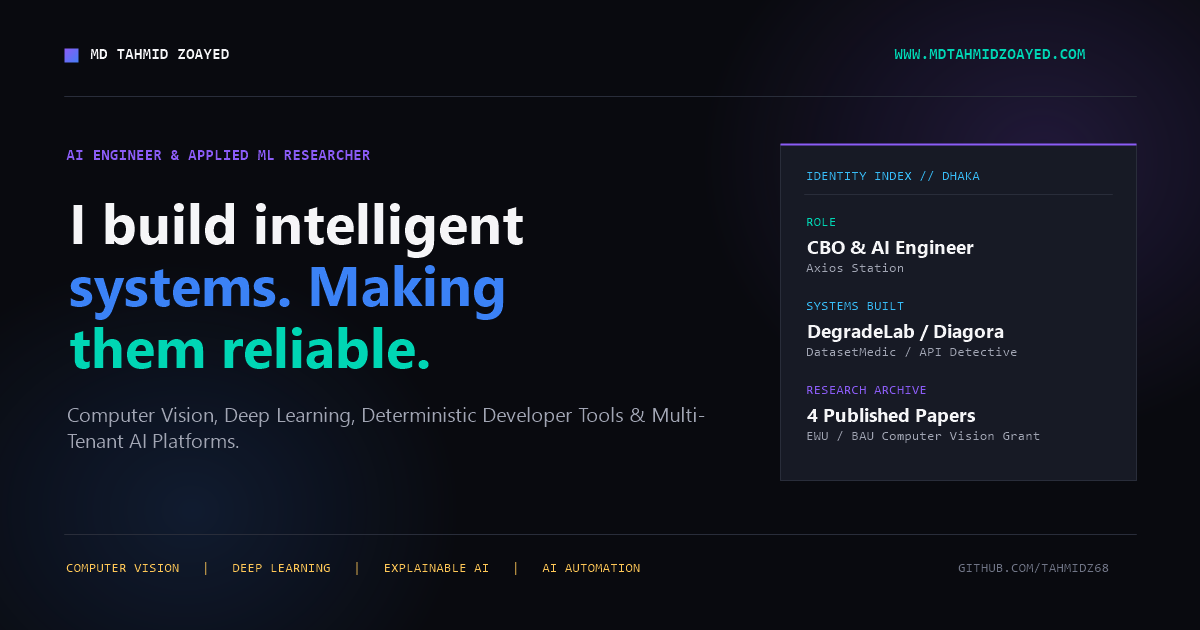 MD TAHMID ZOAYED
WWW.MDTAHMIDZOAYED.COM
AI ENGINEER & APPLIED ML RESEARCHER
I build intelligent
systems. Making
them reliable.
Computer Vision, Deep Learning, Deterministic Developer Tools & Multi-
Tenant AI Platforms.
IDENTITY INDEX // DHAKA
ROLE
CBO & AI Engineer
Axios Station
SYSTEMS BUILT
DegradeLab / Diagora
DatasetMedic / API Detective
RESEARCH ARCHIVE
4 Published Papers
EWU / BAU Computer Vision Grant
COMPUTER VISION | DEEP LEARNING | EXPLAINABLE AI | AI AUTOMATION
GITHUB.COM/TAHMIDZ68